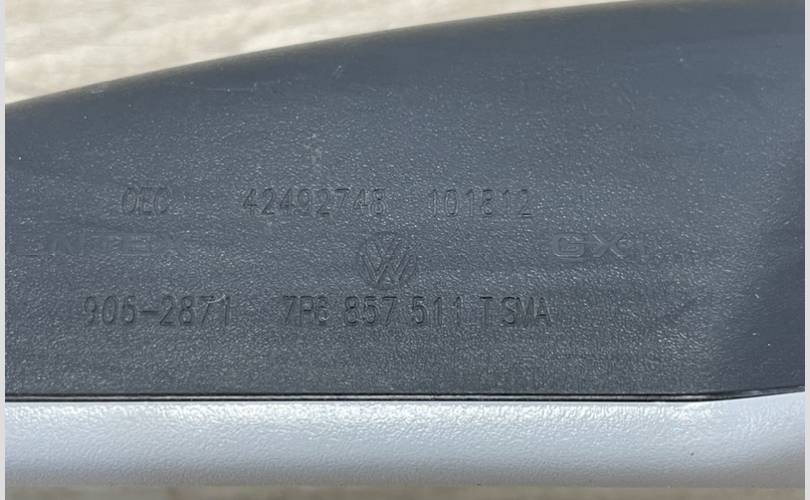 OEC 42492748 101812
906-2871 7P6 857 511 T SMA